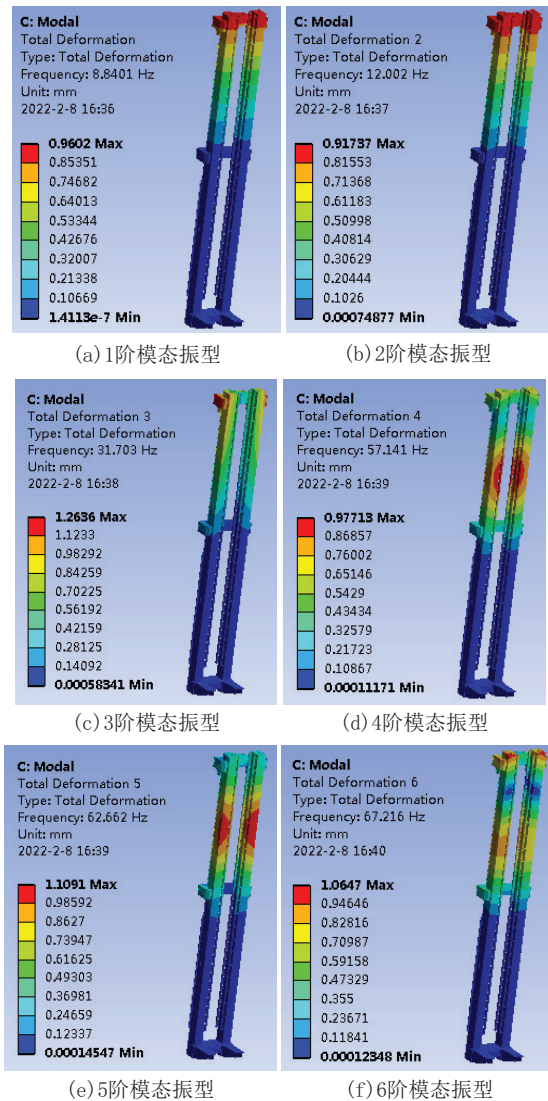 C: Modal
Total Deformation
Type: Total Deformation
Frequency: 8.8401 Hz
Unit: mm
2022-2-8 16:36
0.9602 Max
0.85351
0.74682
0.64013
0.53344
0.42676
0.32007
0.21338
0.10669
1.4113e-7 Min
(a)1阶模态振型
C: Modal
Total Deformation 2
Type: Total Deformation
Frequency: 12.002 Hz
Unit: mm
2022-2-8 16:37
0.91737 Max
0.81553
0.71368
0.61183
0.50998
0.40814
0.30629
0.20444
0.1026
0.00074877 Min
(b)2阶模态振型
C: Modal
Total Deformation 3
Type: Total Deformation
Frequency: 31.703 Hz
Unit: mm
2022-2-8 16:38
1.2636 Max
1.1233
0.98292
0.84259
0.70225
0.56192
0.42159
0.28125
0.14092
0.00058341 Min
(c)3阶模态振型
C: Modal
Total Deformation 4
Type: Total Deformation
Frequency: 57.141 Hz
Unit: mm
2022-2-8 16:39
0.97713 Max
0.86857
0.76002
0.65146
0.5429
0.43434
0.32579
0.21723
0.10867
0.00011171 Min
(d)4阶模态振型
C: Modal
Total Deformation 5
Type: Total Deformation
Frequency: 62.662 Hz
Unit: mm
2022-2-8 16:39
1.1091 Max
0.98592
0.8627
0.73947
0.61625
0.49303
0.36981
0.24659
0.12337
0.00014547 Min
(e)5阶模态振型
C: Modal
Total Deformation 6
Type: Total Deformation
Frequency: 67.216 Hz
Unit: mm
2022-2-8 16:40
1.0647 Max
0.94646
0.82816
0.70987
0.59158
0.47329
0.355
0.23671
0.11841
0.00012348 Min
(f)6阶模态振型